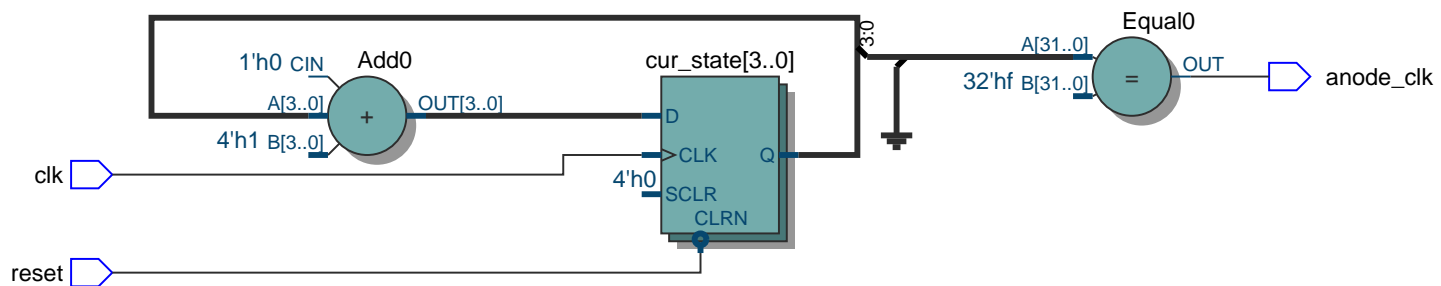 Equal0
3:0
1'h0 CIN
Add0
cur_state[3..0]
A[31..0]
OUT
32'hf B[31..0]
=
anode_clk
A[3..0]
+
OUT[3..0]
D
4'h1 B[3..0]
CLK
Q
clk
4'h0
SCLR
CLRN
reset